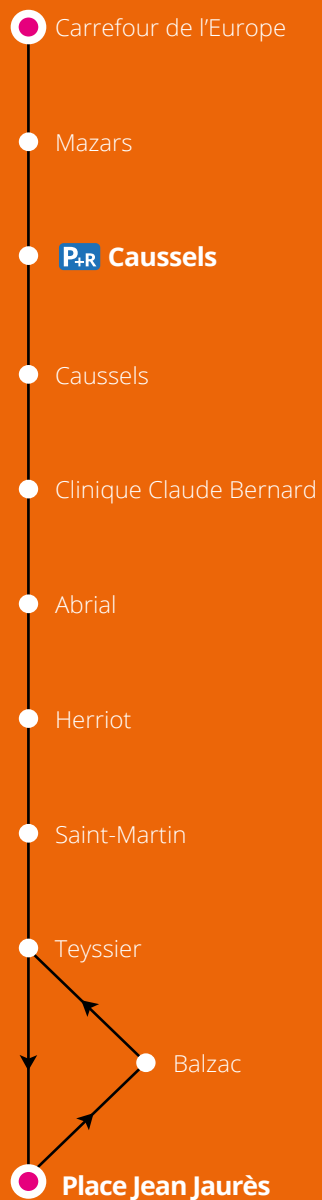 Carrefour de l’Europe
Mazars
P+R Caussels
Caussels
Clinique Claude Bernard
Abrial
Herriot
Saint-Martin
Teyssier
Balzac
Place Jean Jaurès